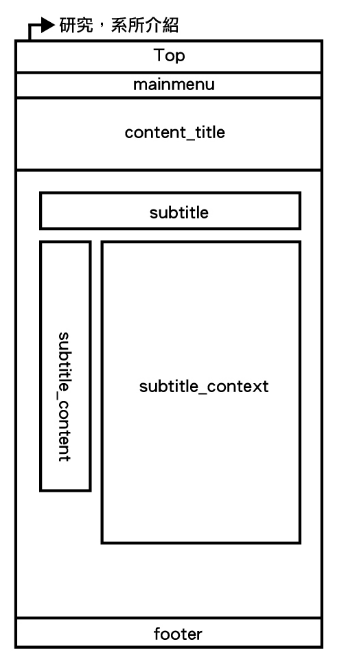 研究，系所介紹
Top
mainmenu
content_title
subtitle
subtitle_content
subtitle_context
footer